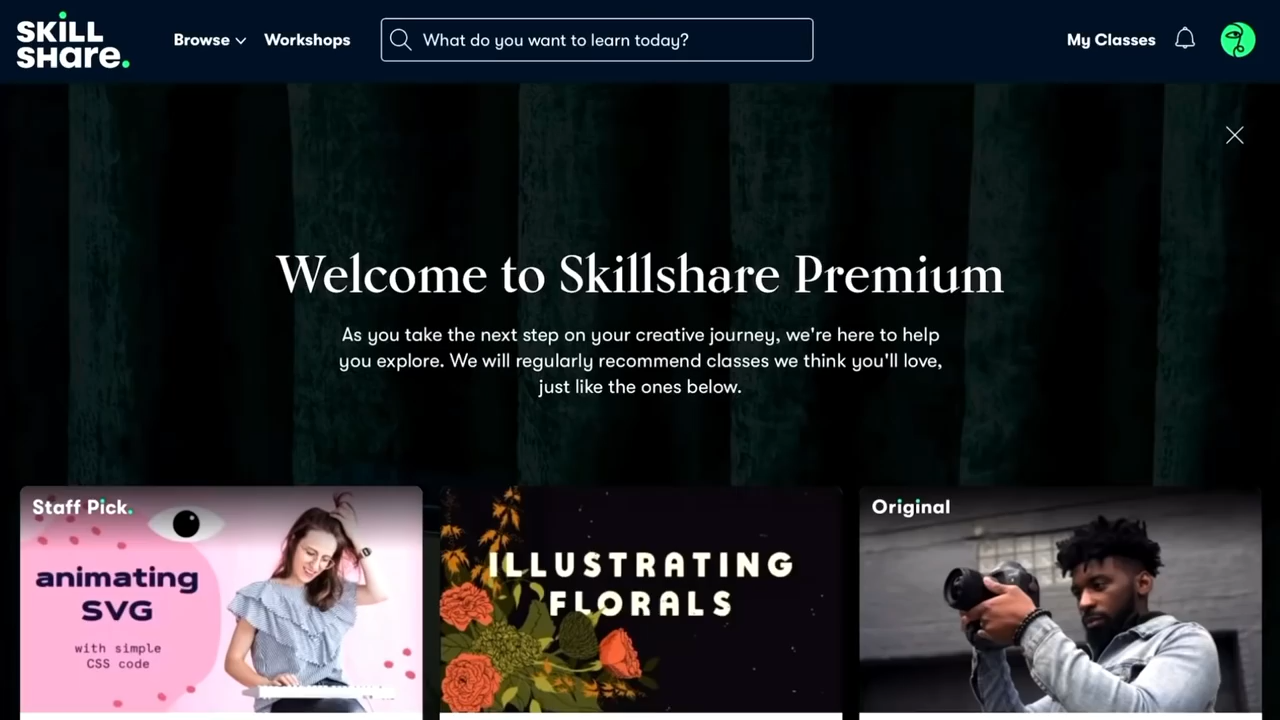 SKiLL
SHare.
Browse
Workshops
What do you want to learn today?
My Classes
Welcome to Skillshare Premium
As you take the next step on your creative journey, we're here to help
you explore. We will regularly recommend classes we think you'll love,
just like the ones below.
Staff Pick.
animating
SVG
with simple
CSS code
ILLUSTRATING
FLORALS
Original